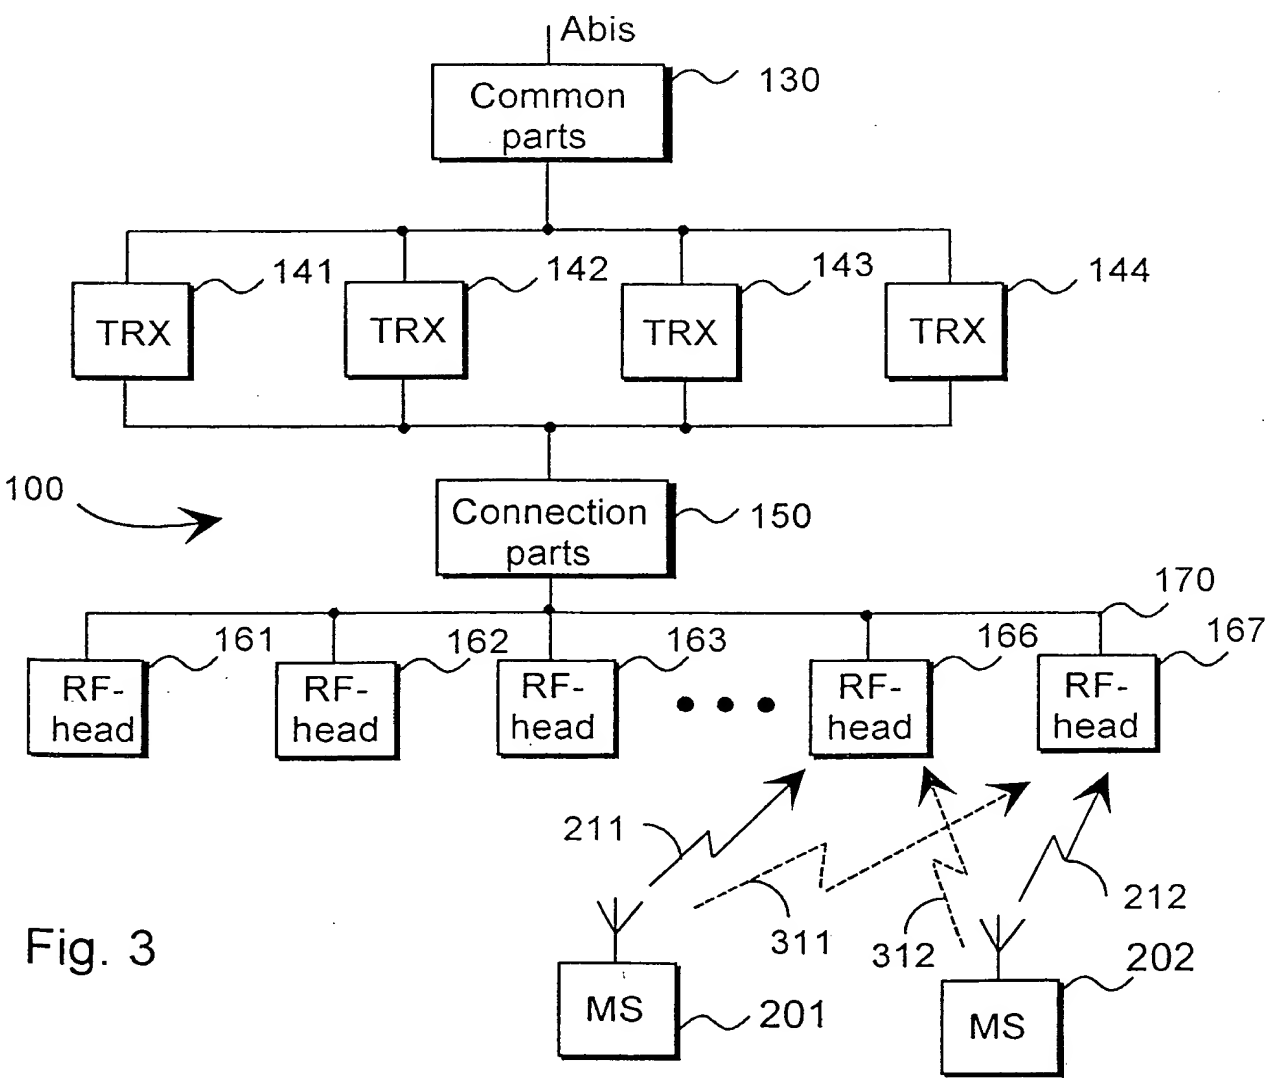 Abis
Common
parts
130
141
142
143
144
TRX
TRX
TRX
TRX
100
Connection
parts
150
170
161
162
163
166
167
RF-
head
RF-
head
RF-
head
RF-
head
RF-
head
211
311
312
212
Fig. 3
MS
201
MS
202